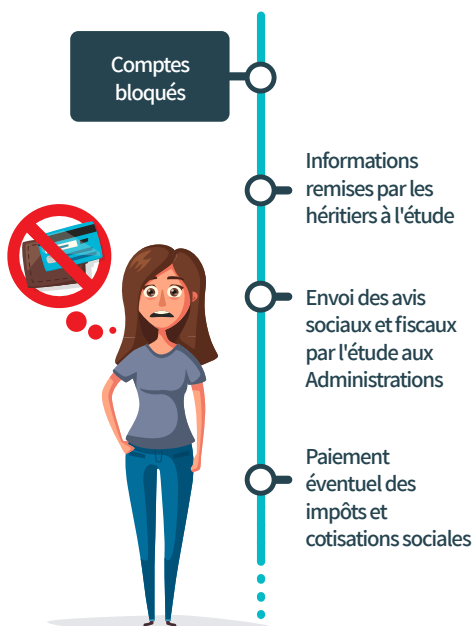 Comptes
bloqués
Informations
remises par les
héritiers à l'étude
Envoi des avis
sociaux et fiscaux
par l'étude aux
Administrations
Paiement
éventuel des
impôts et
cotisations sociales